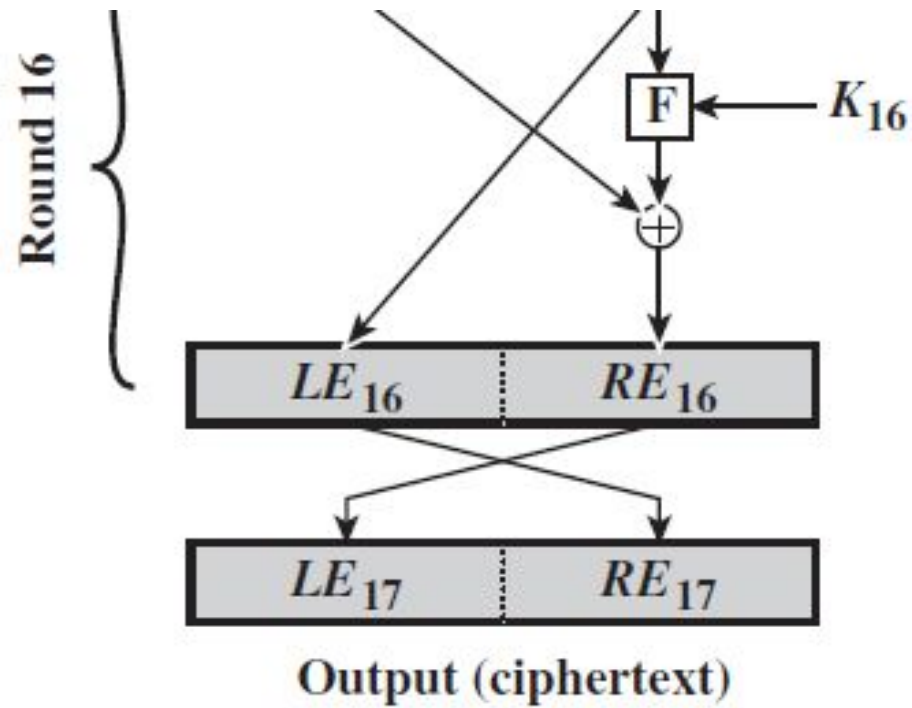 Round 16
F
K16
+
LE16 RE16
LE17 RE17
Output (ciphertext)